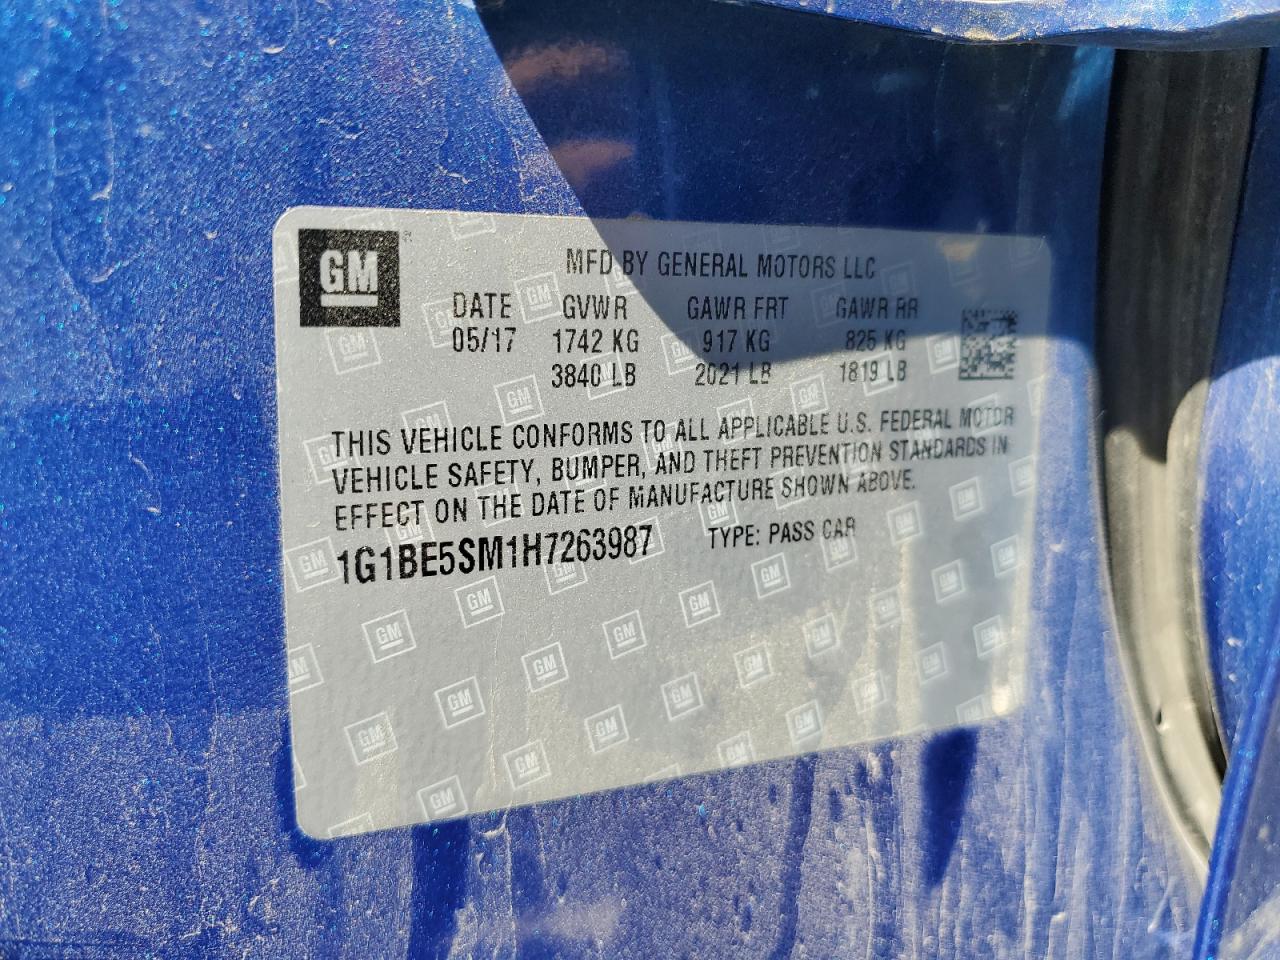 GM
MFD BY GENERAL MOTORS LLC
DATE GVWR GAWR FRT GAWR RR
05/17 1742 KG 917 KG 825 KG
3840 LB 2021 LB 1819 LB
THIS VEHICLE CONFORMS TO ALL APPLICABLE U.S. FEDERAL MOTOR
VEHICLE SAFETY, BUMPER, AND THEFT PREVENTION STANDARDS IN
EFFECT ON THE DATE OF MANUFACTURE SHOWN ABOVE.
1G1BE5SM1H7263987 TYPE: PASS CAR